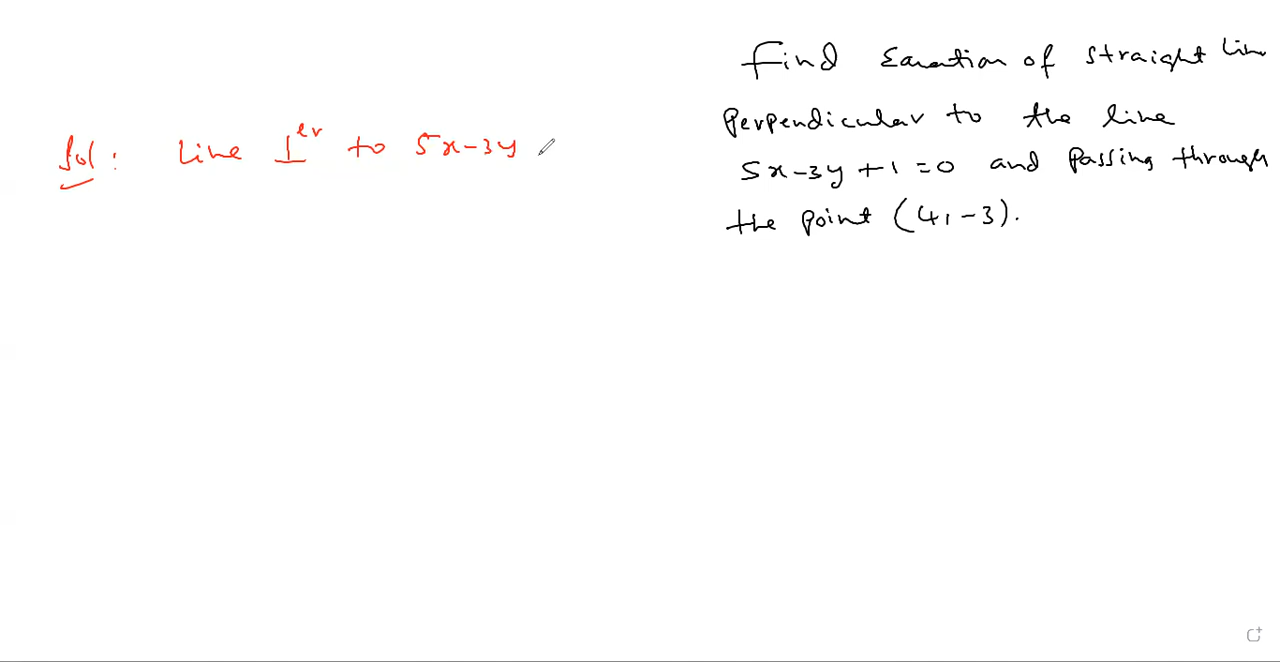 Find Equation of straight line
perpendicular to the line
5x-3y+1=0 and passing through
the point (4,-3).
Sol: Line ⊥er to 5x-3y